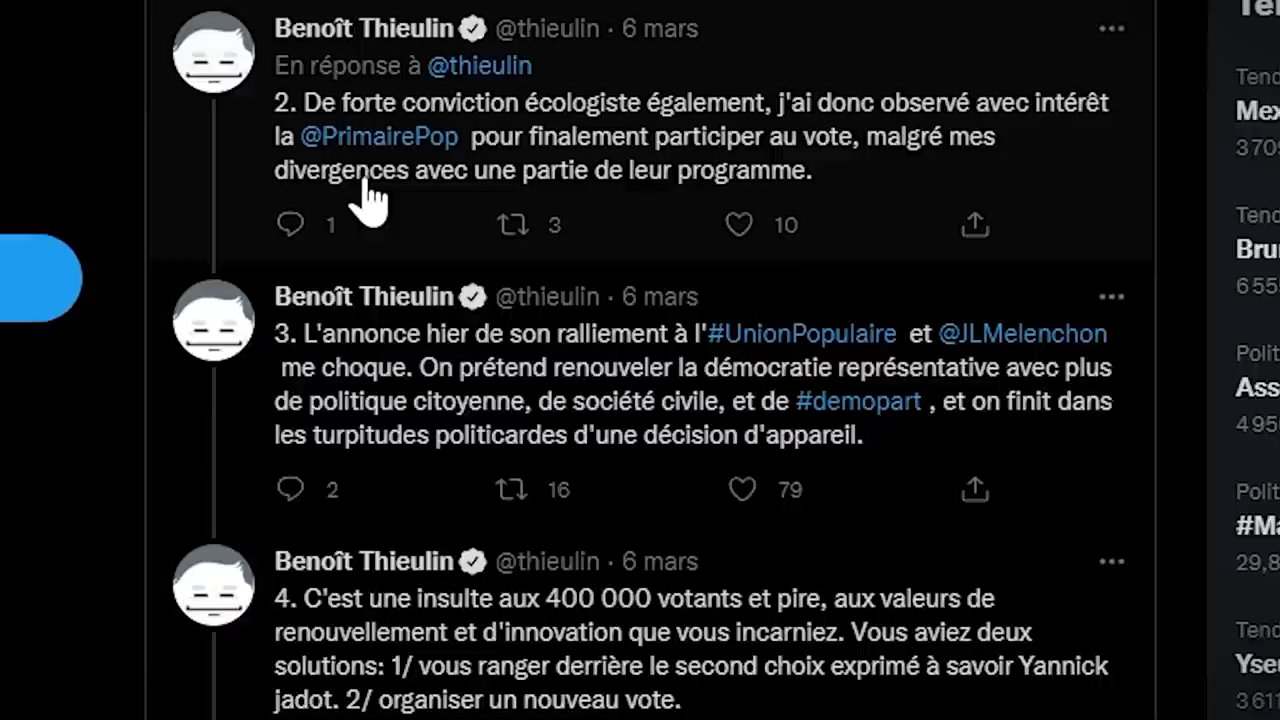 Benoît Thieulin @thieulin · 6 mars
En réponse à @thieulin
2. De forte conviction écologiste également, j'ai donc observé avec intérêt
la @PrimairePop pour finalement participer au vote, malgré mes
divergences avec une partie de leur programme.
1 3 10
Benoît Thieulin @thieulin · 6 mars
3. L'annonce hier de son ralliement à l'#UnionPopulaire et @JLMelenchon
me choque. On prétend renouveler la démocratie représentative avec plus
de politique citoyenne, de société civile, et de #demopart , et on finit dans
les turpitudes politicardes d'une décision d'appareil.
2 16 79
Benoît Thieulin @thieulin · 6 mars
4. C'est une insulte aux 400 000 votants et pire, aux valeurs de
renouvellement et d'innovation que vous incarniez. Vous aviez deux
solutions: 1/ vous ranger derrière le second choix exprimé à savoir Yannick
jadot. 2/ organiser un nouveau vote.
Tend
Mex
Tend
Bru
Polit
Ass
Polit
#Ma
29,8
Tend
Yse